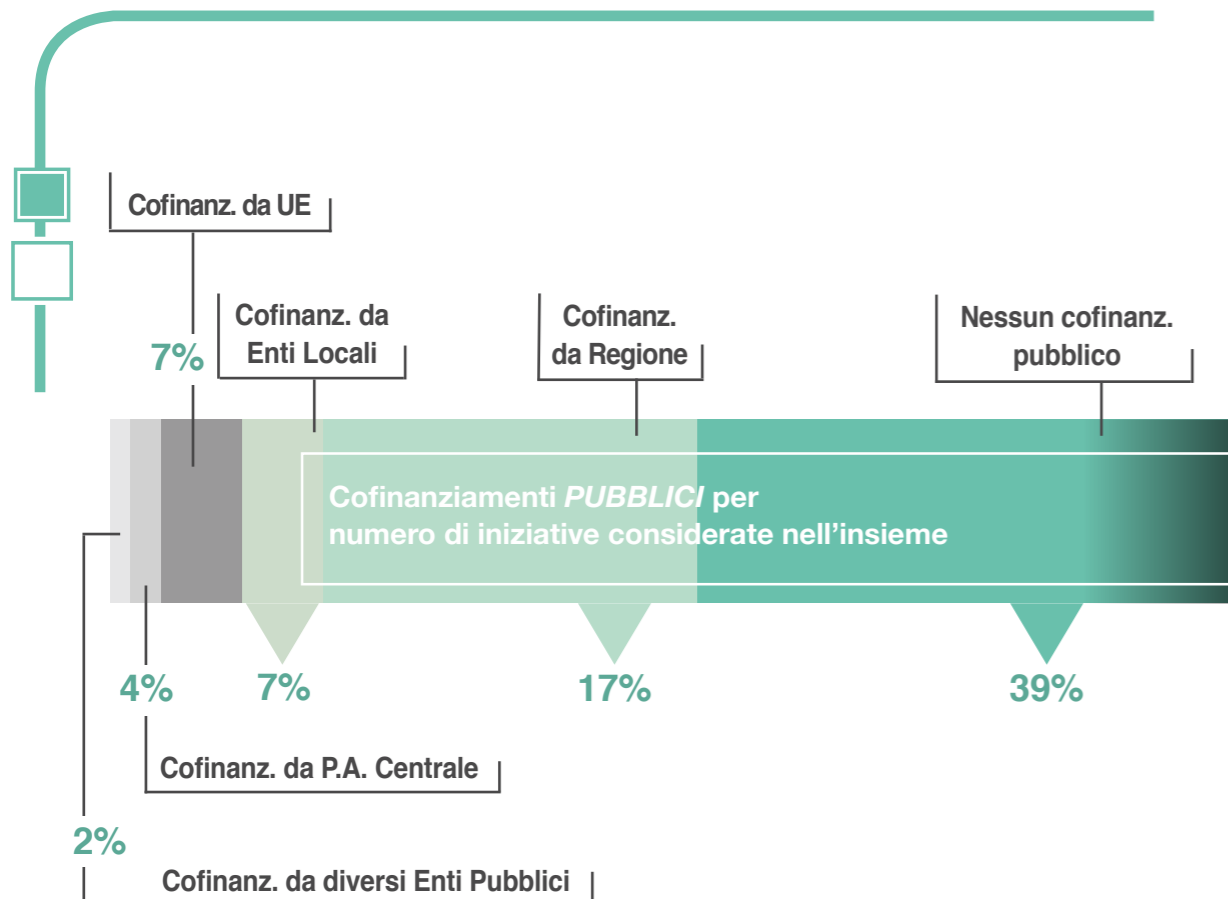 Cofinanz. da UE
7%
Cofinanz. da
Enti Locali
Cofinanz.
da Regione
Nessun cofinanz.
pubblico
Cofinanziamenti PUBBLICI per
numero di iniziative considerate nell’insieme
4%
7%
17%
39%
Cofinanz. da P.A. Centrale
2%
Cofinanz. da diversi Enti Pubblici